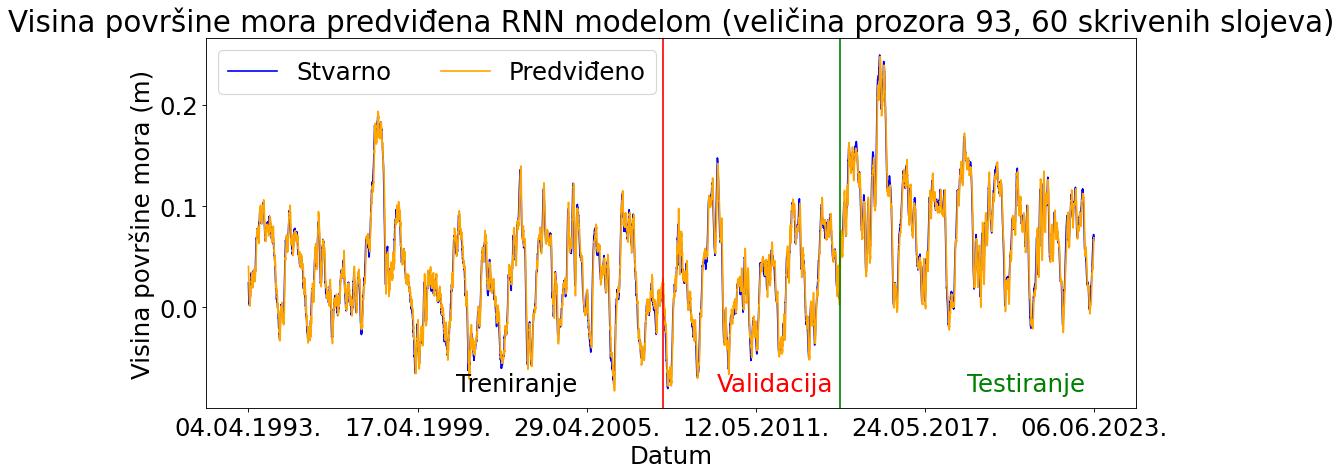 Visina površine mora predviđena RNN modelom (veličina prozora 93, 60 skrivenih slojeva)
Stvarno Predviđeno
Visina površine mora (m)
0.2
0.1
0.0
Treniranje Validacija Testiranje
04.04.1993. 17.04.1999. 29.04.2005. 12.05.2011. 24.05.2017. 06.06.2023.
Datum